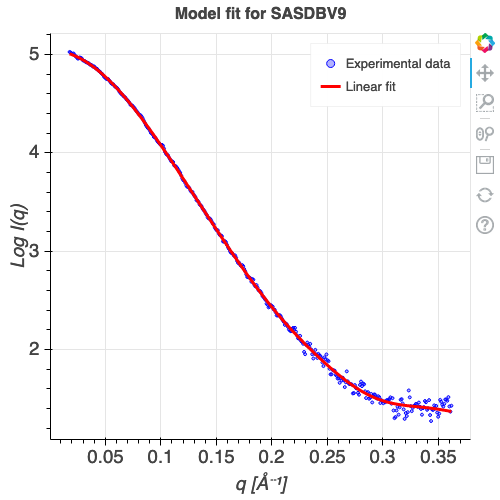 Model fit for SASDBV9
Experimental data
Linear fit
5
4
3
2
Log I(q)
0.05
0.1
0.15
0.2
0.25
0.3
0.35
q [Å⁻¹]